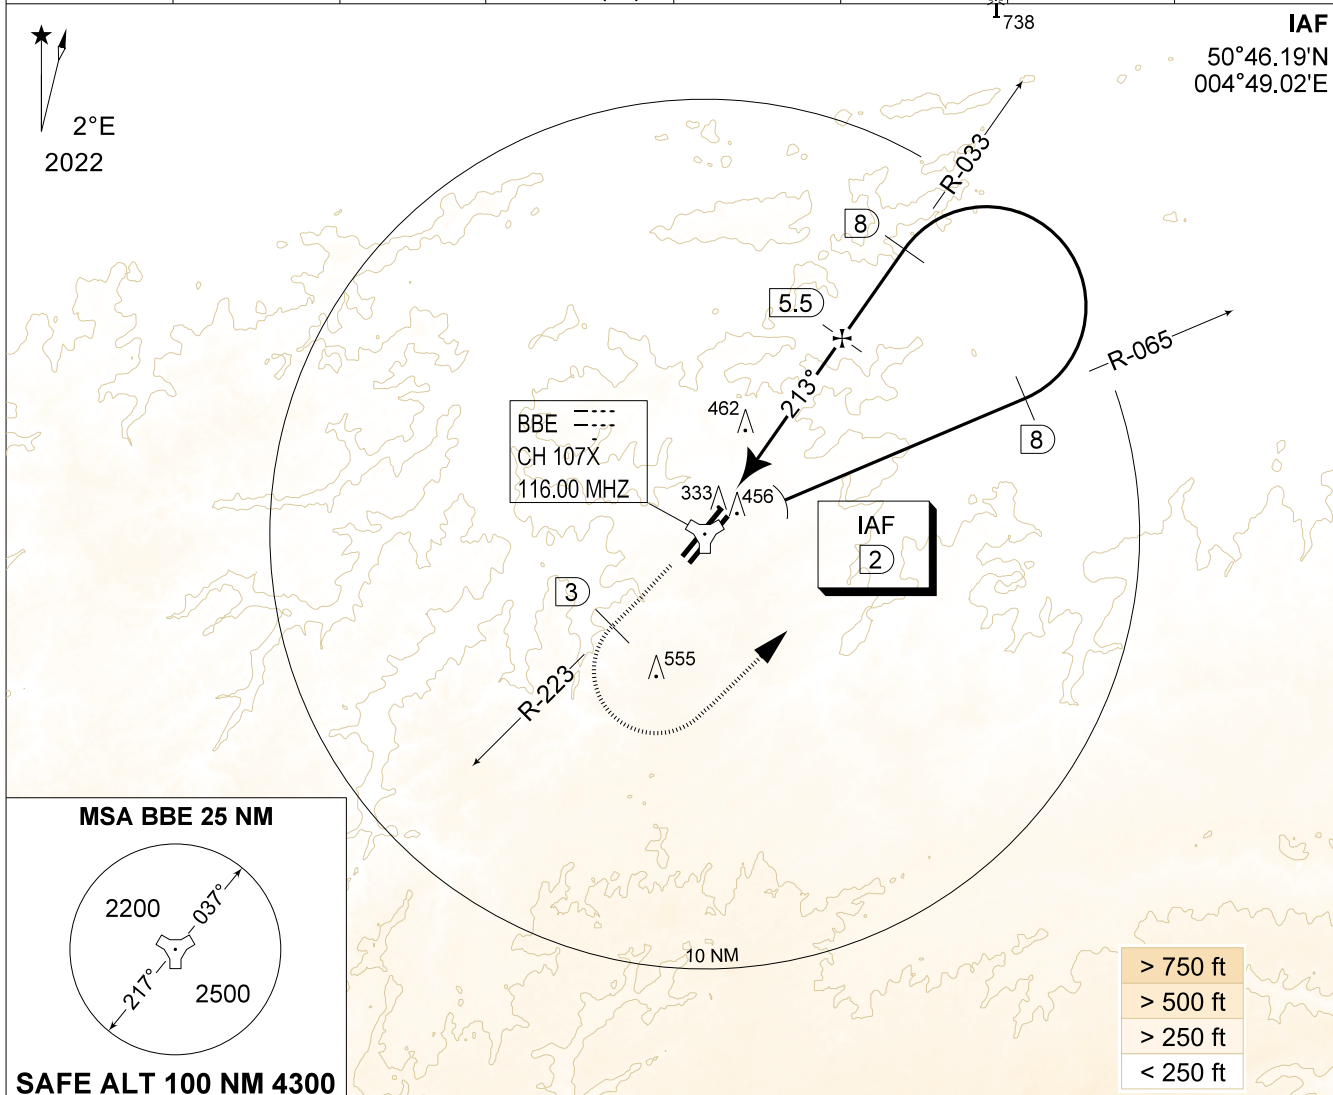 738
IAF
50°46.19'N
004°49.02'E
2°E
2022
R-033
8
5.5
R-065
213°
462
8
BBE
CH 107X
116.00 MHZ
333
456
IAF
2
3
555
R-223
MSA BBE 25 NM
2200
037°
217°
2500
SAFE ALT 100 NM 4300
10 NM
> 750 ft
> 500 ft
> 250 ft
< 250 ft